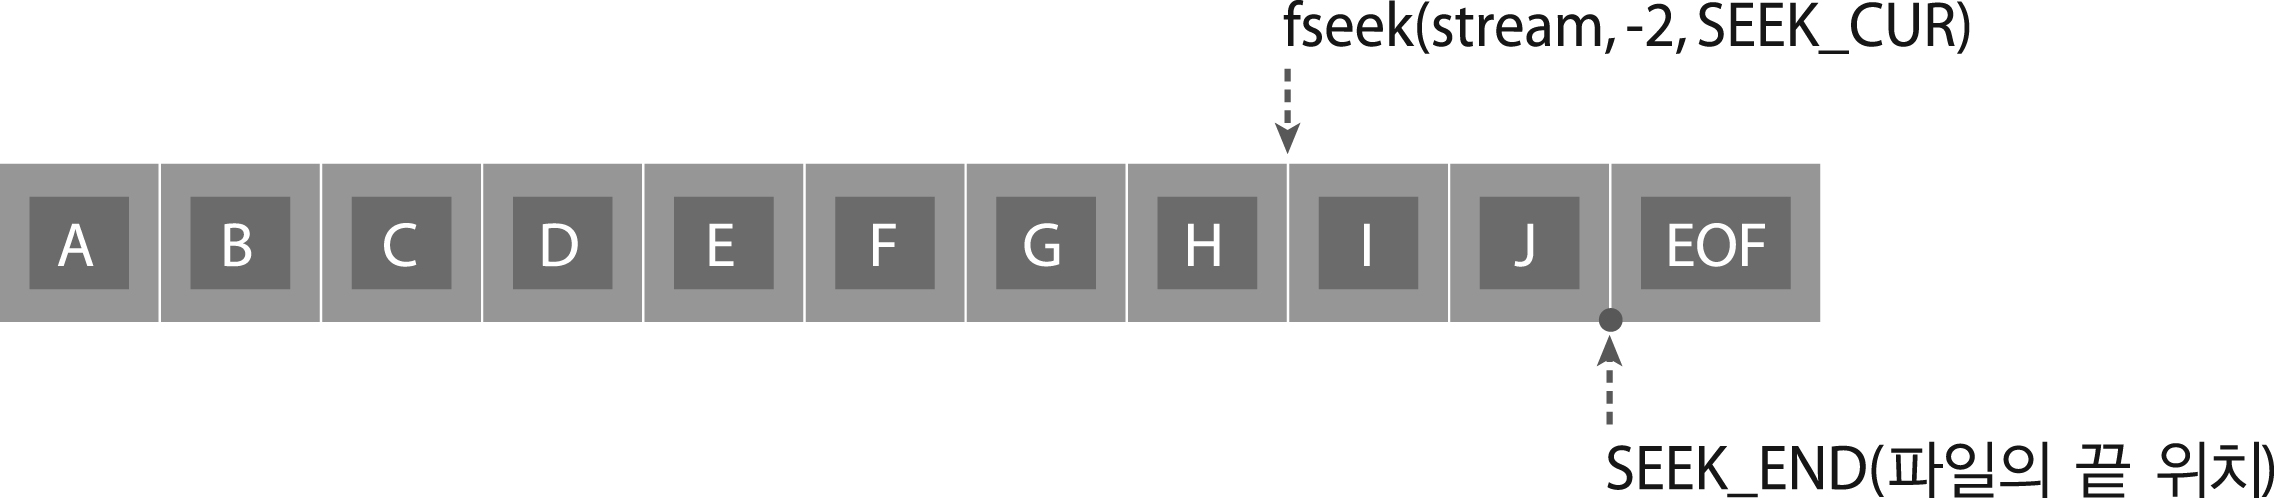 fseek(stream, -2, SEEK_CUR)
A B C D E F G H I J EOF
SEEK_END(파일의 끝 위치)